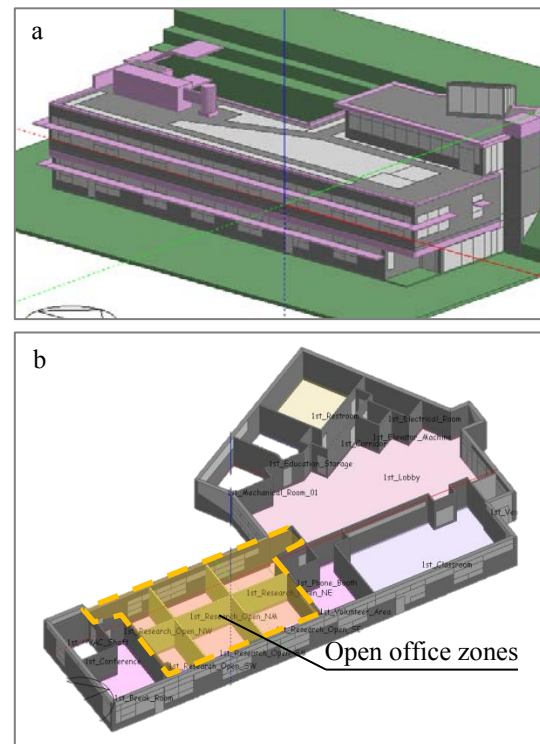 a
b
1st_Restroom
1st_Electrical_Room
1st_Corridor
1st_Elevator_Machine
1st_Education_Storage
1st_Lobby
1st_Mechanical_Room_01
1st_Classroom
1st_Phone_Booth
1st_Research_Open_NE
1st_Volunteer_Area
1st_Research_Open_NM
1st_Research_Open_NW
1st_Research_Open_SE
1st_Conference
1st_Research_Open_SW
Open office zones
1st_Break_Room